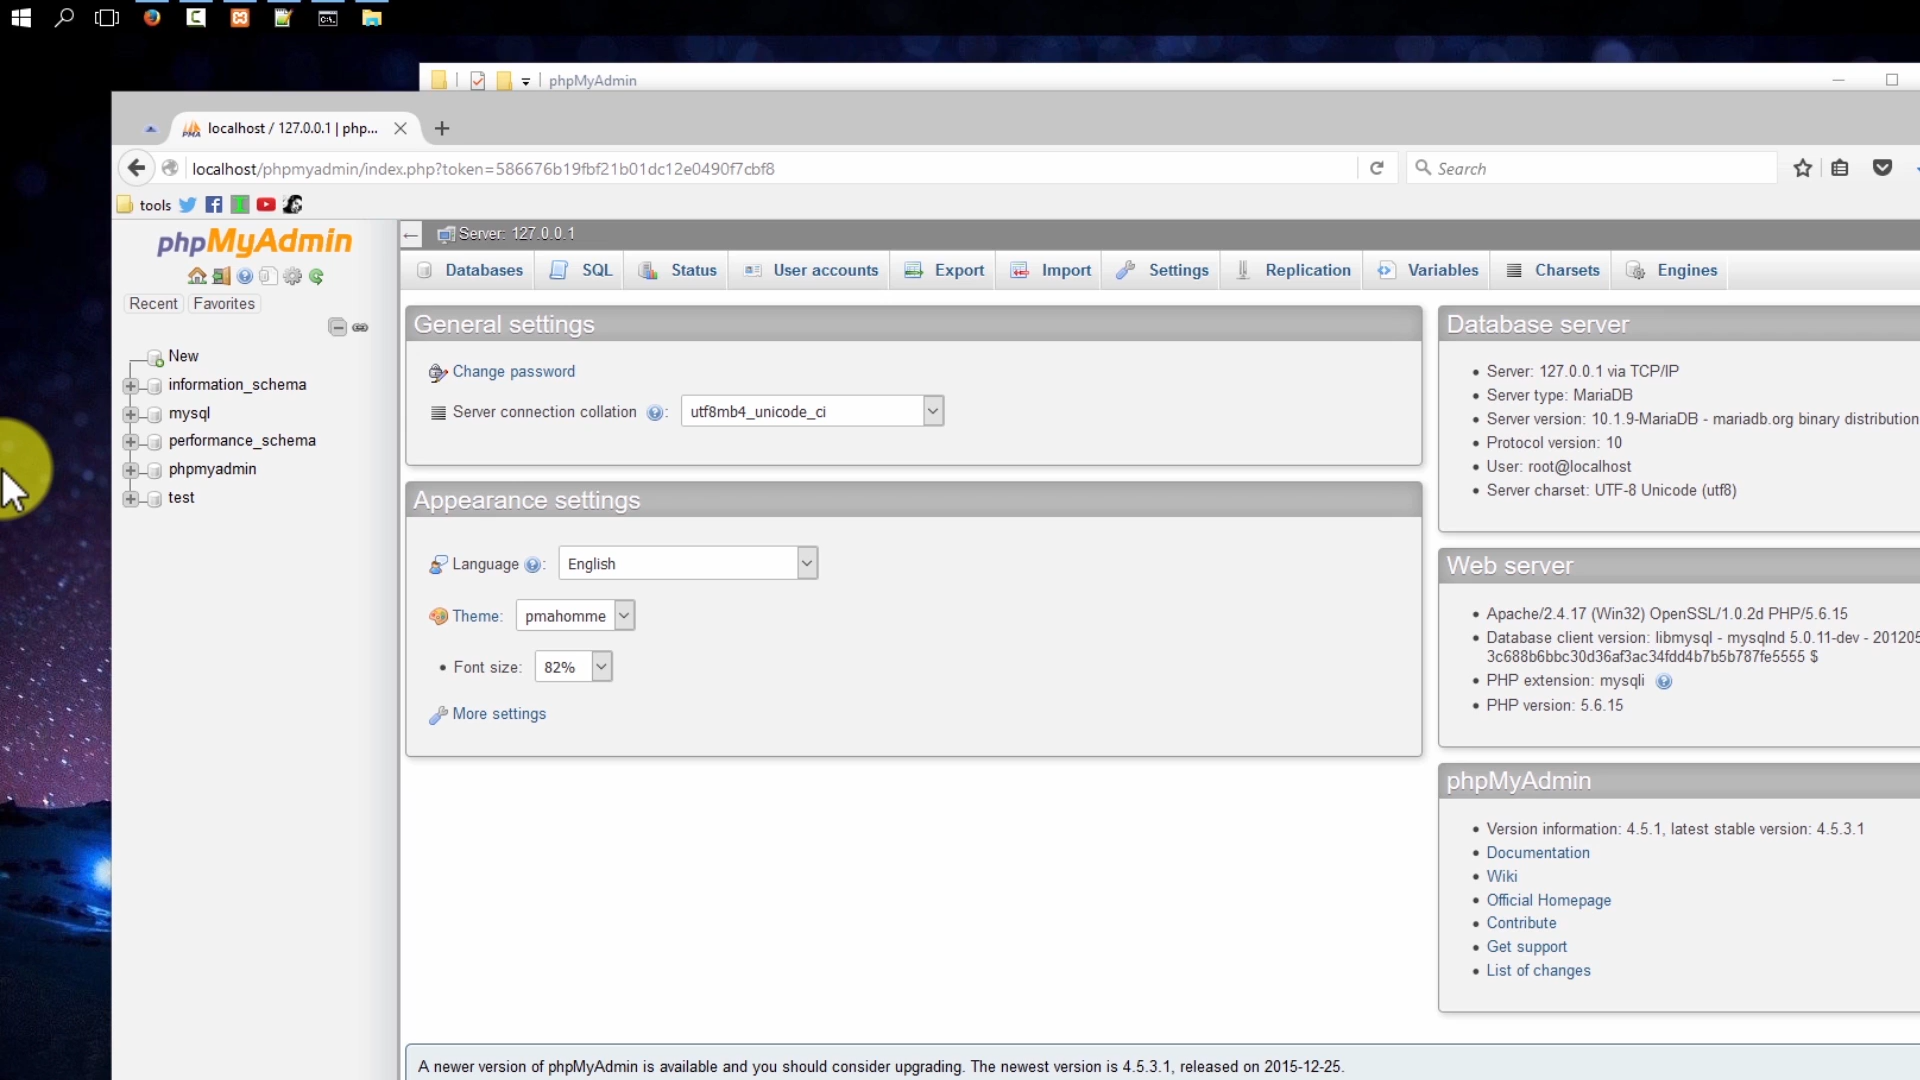 phpMyAdmin
localhost / 127.0.0.1 | php...
localhost/phpmyadmin/index.php?token=586676b19fbf21b01dc12e0490f7cbf8
Search
tools
phpMyAdmin
Recent
Favorites
New
information_schema
mysql
performance_schema
phpmyadmin
test
Server: 127.0.0.1
Databases
SQL
Status
User accounts
Export
Import
Settings
Replication
Variables
Charsets
Engines
General settings
Change password
Server connection collation :
utf8mb4_unicode_ci
Appearance settings
Language :
English
Theme:
pmahomme
Font size:
82%
More settings
Database server
Server: 127.0.0.1 via TCP/IP
Server type: MariaDB
Server version: 10.1.9-MariaDB - mariadb.org binary distribution
Protocol version: 10
User: root@localhost
Server charset: UTF-8 Unicode (utf8)
Web server
Apache/2.4.17 (Win32) OpenSSL/1.0.2d PHP/5.6.15
Database client version: libmysql - mysqlnd 5.0.11-dev - 201205
3c688b6bbc30d36af3ac34fdd4b7b5b787fe5555 $
PHP extension: mysqli
PHP version: 5.6.15
phpMyAdmin
Version information: 4.5.1, latest stable version: 4.5.3.1
Documentation
Wiki
Official Homepage
Contribute
Get support
List of changes
A newer version of phpMyAdmin is available and you should consider upgrading. The newest version is 4.5.3.1, released on 2015-12-25.